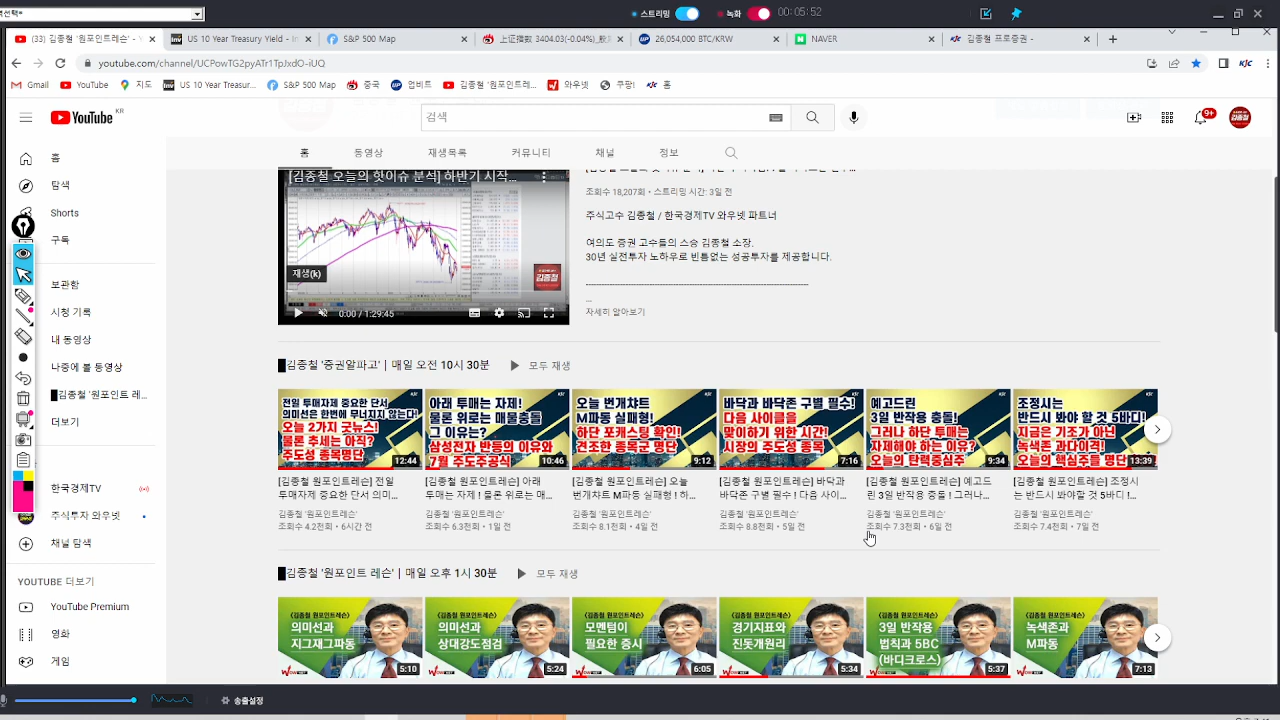 선택*
스트리밍
녹화
00:05:52
(33) 김종철 '원포인트레슨' - Y
US 10 Year Treasury Yield - In
S&P 500 Map
上证指数 3404.03(-0.04%)_股
26,054,000 BTC/KRW
NAVER
김종철 프로증권 -
youtube.com/channel/UCPowTG2pyATr1TpJxdO-iUQ
Gmail
YouTube
지도
US 10 Year Treasur...
S&P 500 Map
중국
업비트
김종철 '원포인트레...
와우넷
쿠팡!
홈
YouTube KR
검색
9+
홈
동영상
재생목록
커뮤니티
채널
정보
홈
탐색
Shorts
구독
보관함
시청 기록
내 동영상
나중에 볼 동영상
김종철 '원포인트 레...
더보기
한국경제TV
주식투자 와우넷
채널 탐색
YOUTUBE 더보기
YouTube Premium
영화
게임
[김종철 오늘의 핫이슈 분석] 하반기 시작...
재생(k)
0:00 / 1:29:45
조회수 18,207회 • 스트리밍 시간: 3일 전
주식고수 김종철 / 한국경제TV 와우넷 파트너
여의도 증권 고수들의 스승 김종철 소장.
30년 실전투자 노하우로 빈틈없는 성공투자를 제공합니다.
...
자세히 알아보기
김종철 '증권알파고' | 매일 오전 10시 30분
모두 재생
전일 투매자제 중요한 단서
의미선은 한번에 무너지지 않는다!
오늘 2가지 굿뉴스!
물론 추세는 아직?
주도성 종목명단
12:44
[김종철 원포인트레슨] 전일
투매자제 중요한 단서 의미...
김종철 '원포인트레슨'
조회수 4.2천회 • 6시간 전
아래 투매는 자제!
물론 위로는 매물충돌
그 이유는?
삼성전자 반등의 이유와
7월 주도주공식
10:46
[김종철 원포인트레슨] 아래
투매는 자제 ! 물론 위로는 매...
김종철 '원포인트레슨'
조회수 6.3천회 • 1일 전
오늘 번개챠트
M파동 실패형!
하단 포캐스팅 확인!
견조한 종목은 명단
9:12
[김종철 원포인트레슨] 오늘
번개챠트 M파동 실패형 ! 하...
김종철 '원포인트레슨'
조회수 8.1천회 • 4일 전
바닥과 바닥존 구별 필수!
다음 사이클을
맞이하기 위한 시간!
시장의 주도성 종목
7:16
[김종철 원포인트레슨] 바닥과
바닥존 구별 필수 ! 다음 사이...
김종철 '원포인트레슨'
조회수 8.8천회 • 5일 전
예고드린
3일 반작용 충돌!
그러나 하단 투매는
자제해야 하는 이유?
오늘의 탄력중심주
9:34
[김종철 원포인트레슨] 예고드
린 3일 반작용 충돌 ! 그러나...
김종철 '원포인트레슨'
조회수 7.3천회 • 6일 전
조정시는
반드시 봐야 할 것 5바디!
지금은 기조가 아닌
녹색존 과다이격!
오늘의 핵심주들 명단
13:39
[김종철 원포인트레슨] 조정시
는 반드시 봐야할 것 5바디 !...
김종철 '원포인트레슨'
조회수 7.4천회 • 7일 전
김종철 '원포인트 레슨' | 매일 오후 1시 30분
모두 재생
《김종철 원포인트레슨》
의미선과
지그재그파동
5:10
《김종철 원포인트레슨》
의미선과
상대강도점검
5:24
《김종철 원포인트레슨》
모멘텀이
필요한 증시
6:05
《김종철 원포인트레슨》
경기지표와
진돗개원리
5:34
《김종철 원포인트레슨》
3일 반작용
법칙과 5BC
(바디크로스)
5:37
《김종철 원포인트레슨》
녹색존과
M파동
7:13
송출설정